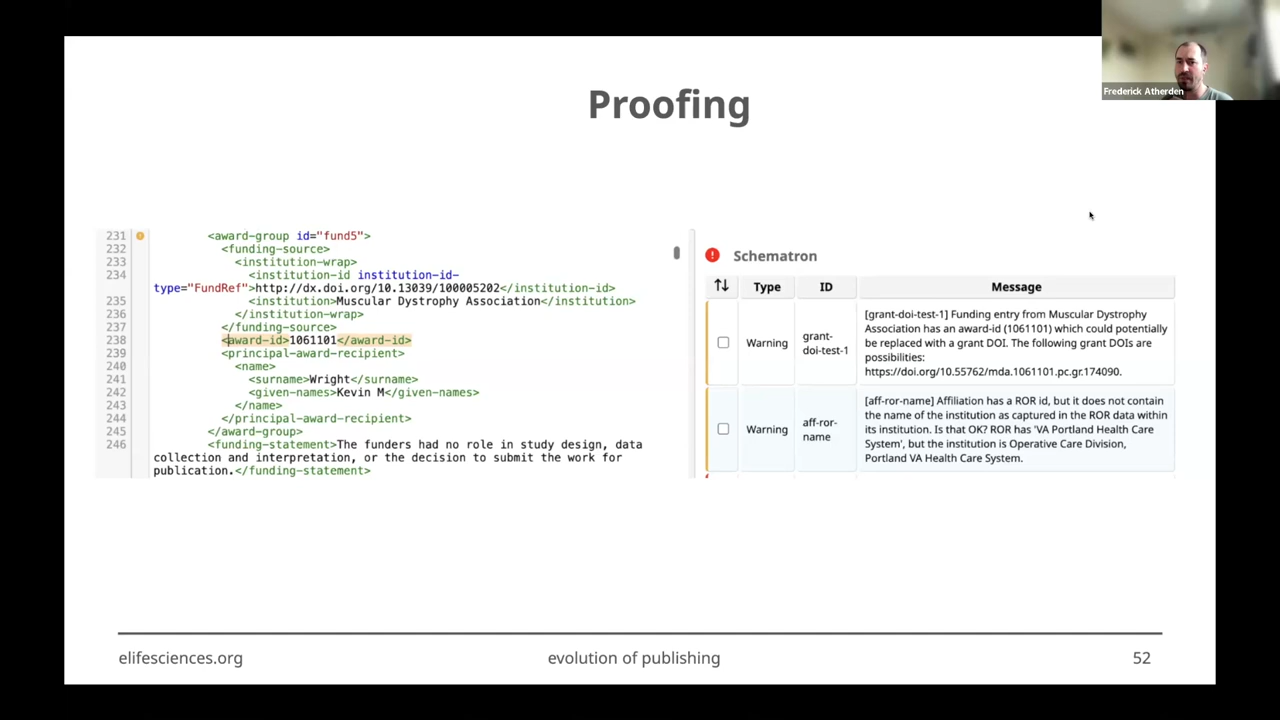 Frederick Atherden
Proofing
231 <award-group id="fund5">
232 <funding-source>
233 <institution-wrap>
234 <institution-id institution-id-
type="FundRef">http://dx.doi.org/10.13039/100005202</institution-id>
235 <institution>Muscular Dystrophy Association</institution>
236 </institution-wrap>
237 </funding-source>
238 <award-id>1061101</award-id>
239 <principal-award-recipient>
240 <name>
241 <surname>Wright</surname>
242 <given-names>Kevin M</given-names>
243 </name>
244 </principal-award-recipient>
245 </award-group>
246 <funding-statement>The funders had no role in study design, data
collection and interpretation, or the decision to submit the work for
publication.</funding-statement>
Schematron
Type ID Message
Warning
grant-
doi-test-1
[grant-doi-test-1] Funding entry from Muscular Dystrophy
Association has an award-id (1061101) which could potentially
be replaced with a grant DOI. The following grant DOIs are
possibilities:
https://doi.org/10.55762/mda.1061101.pc.gr.174090.
Warning
aff-ror-
name
[aff-ror-name] Affiliation has a ROR id, but it does not contain
the name of the institution as captured in the ROR data within
its institution. Is that OK? ROR has 'VA Portland Health Care
System', but the institution is Operative Care Division,
Portland VA Health Care System.
elifesciences.org
evolution of publishing
52